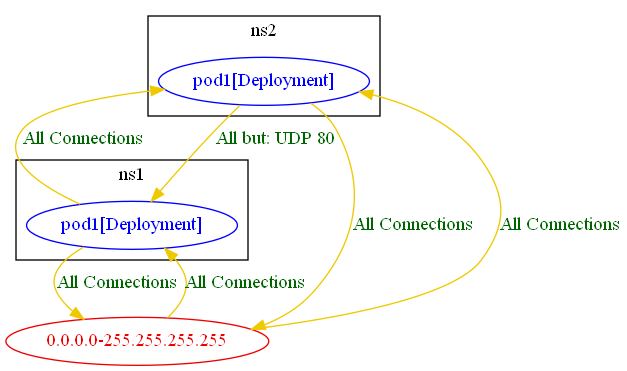 ns2
pod1[Deployment]
All Connections
All but: UDP 80
ns1
pod1[Deployment]
All Connections
All Connections
All Connections
All Connections
0.0.0.0-255.255.255.255